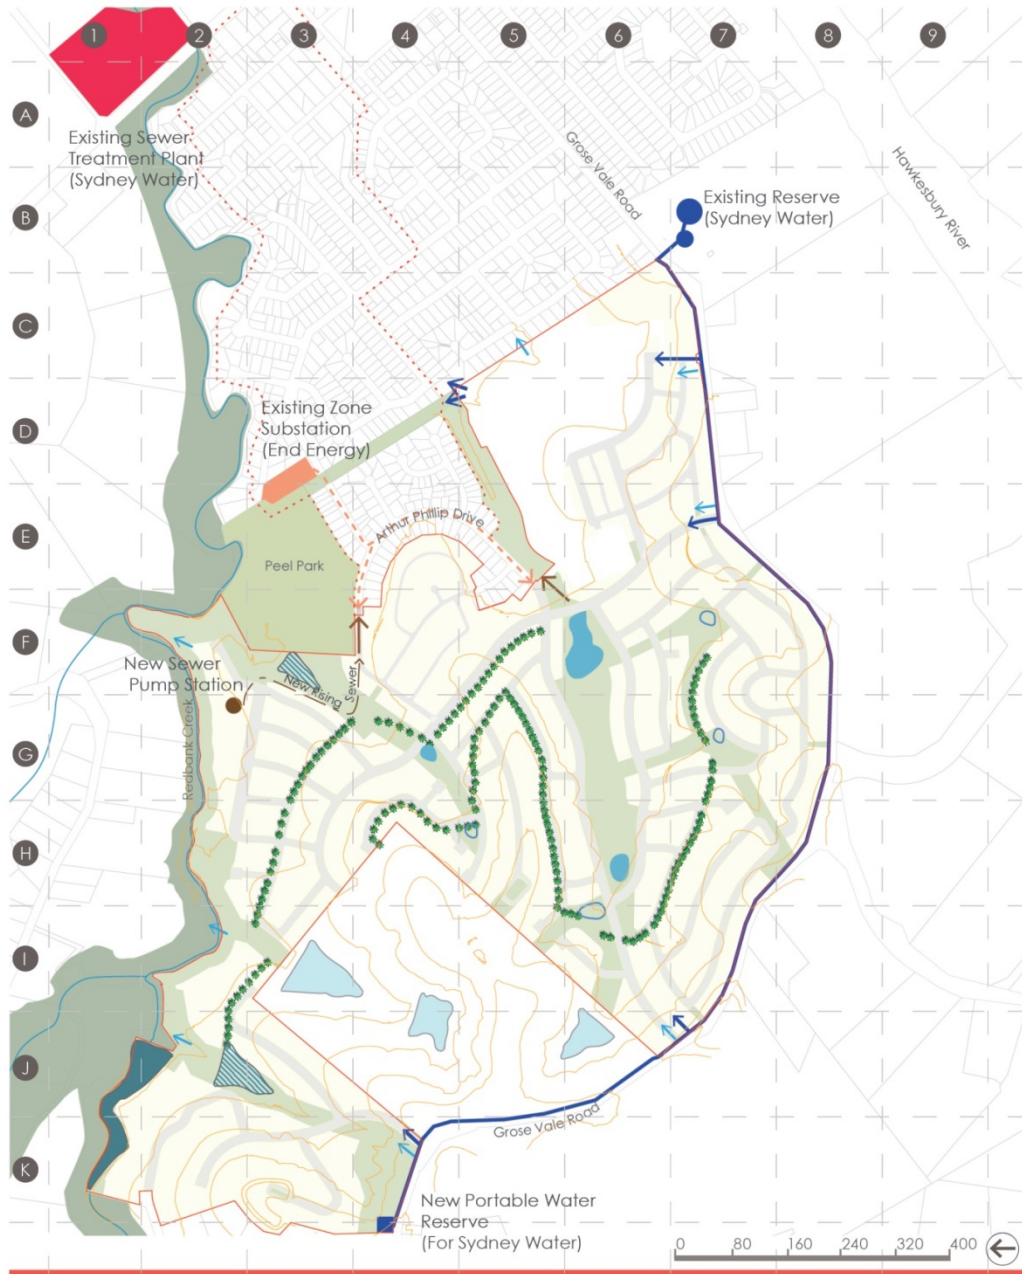 1 2 3 4 5 6 7 8 9
A
Existing Sewer
Treatment Plant
(Sydney Water)
Grose Vale Road
Hawkesbury River
B
Existing Reserve
(Sydney Water)
C
D
Existing Zone
Substation
(End Energy)
E
Arthur Phillip Drive
Peel Park
F
New Sewer
Pump Station
New Rising
Sewer
Redbank Creek
G
H
I
J
Grose Vale Road
K
New Portable Water
Reserve
(For Sydney Water)
0 80 160 240 320 400